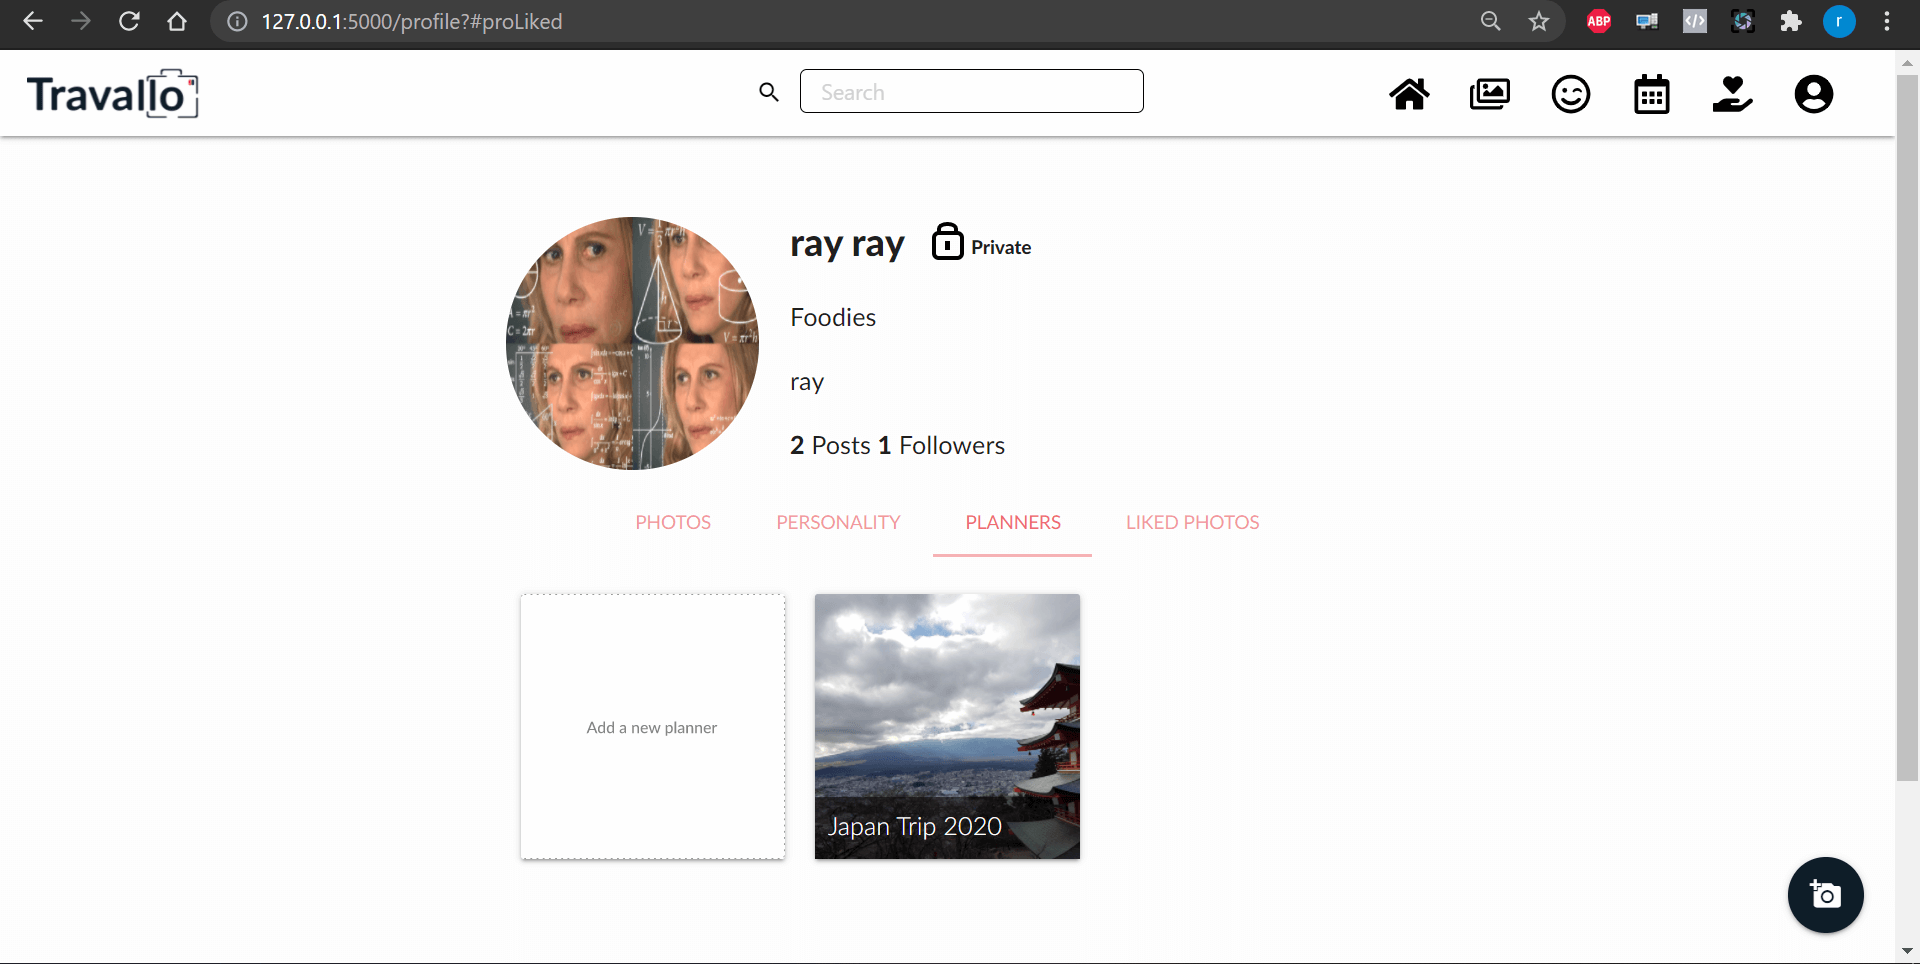 127.0.0.1:5000/profile?#proLiked
ABP
r
Travallo
Search
ray ray Private
Foodies
ray
2 Posts 1 Followers
PHOTOS PERSONALITY PLANNERS LIKED PHOTOS
Add a new planner
Japan Trip 2020